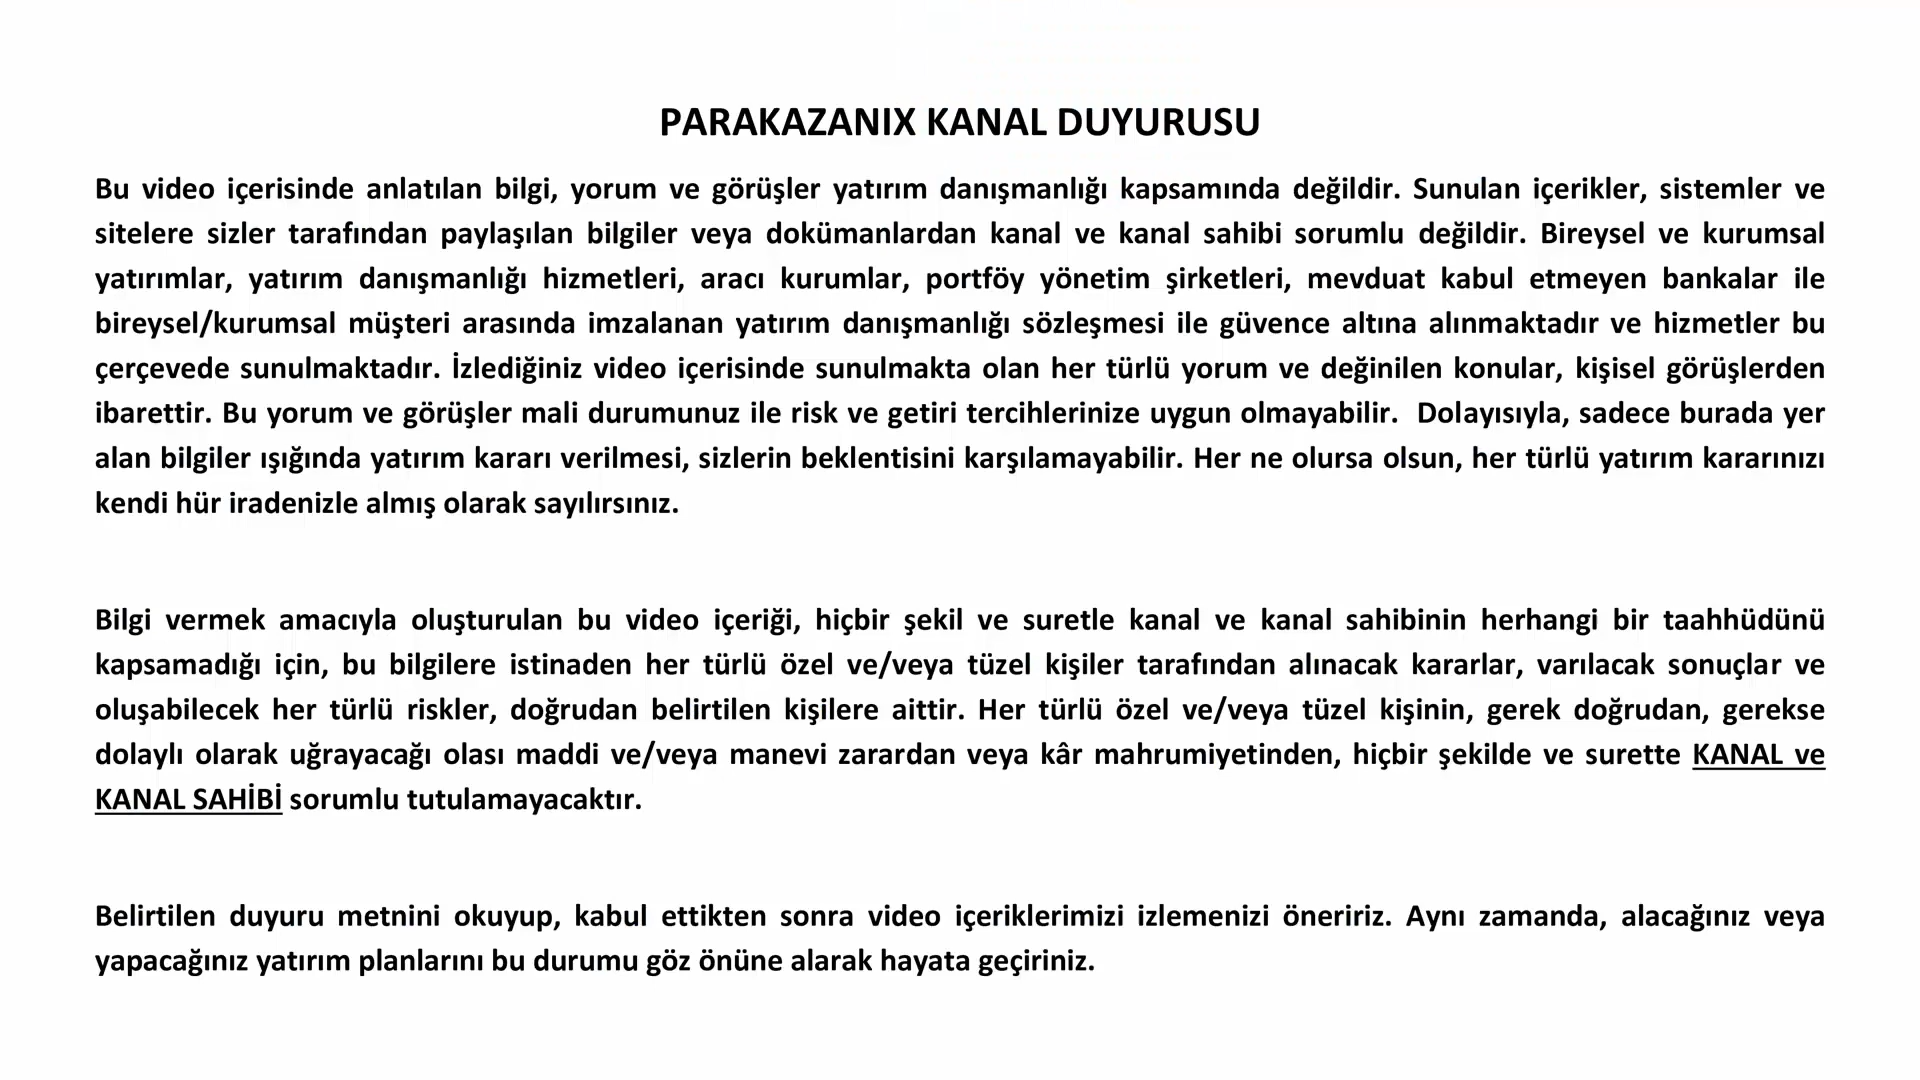 PARAKAZANIX KANAL DUYURUSU
Bu video içerisinde anlatılan bilgi, yorum ve görüşler yatırım danışmanlığı kapsamında değildir. Sunulan içerikler, sistemler ve
sitelere sizler tarafından paylaşılan bilgiler veya dokümanlardan kanal ve kanal sahibi sorumlu değildir. Bireysel ve kurumsal
yatırımlar, yatırım danışmanlığı hizmetleri, aracı kurumlar, portföy yönetim şirketleri, mevduat kabul etmeyen bankalar ile
bireysel/kurumsal müşteri arasında imzalanan yatırım danışmanlığı sözleşmesi ile güvence altına alınmaktadır ve hizmetler bu
çerçevede sunulmaktadır. İzlediğiniz video içerisinde sunulmakta olan her türlü yorum ve değinilen konular, kişisel görüşlerden
ibarettir. Bu yorum ve görüşler mali durumunuz ile risk ve getiri tercihlerinize uygun olmayabilir. Dolayısıyla, sadece burada yer
alan bilgiler ışığında yatırım kararı verilmesi, sizlerin beklentisini karşılamayabilir. Her ne olursa olsun, her türlü yatırım kararınızı
kendi hür iradenizle almış olarak sayılırsınız.
Bilgi vermek amacıyla oluşturulan bu video içeriği, hiçbir şekil ve suretle kanal ve kanal sahibinin herhangi bir taahhüdünü
kapsamadığı için, bu bilgilere istinaden her türlü özel ve/veya tüzel kişiler tarafından alınacak kararlar, varılacak sonuçlar ve
oluşabilecek her türlü riskler, doğrudan belirtilen kişilere aittir. Her türlü özel ve/veya tüzel kişinin, gerek doğrudan, gerekse
dolaylı olarak uğrayacağı olası maddi ve/veya manevi zarardan veya kâr mahrumiyetinden, hiçbir şekilde ve surette KANAL ve
KANAL SAHİBİ sorumlu tutulamayacaktır.
Belirtilen duyuru metnini okuyup, kabul ettikten sonra video içeriklerimizi izlemenizi öneririz. Aynı zamanda, alacağınız veya
yapacağınız yatırım planlarını bu durumu göz önüne alarak hayata geçiriniz.